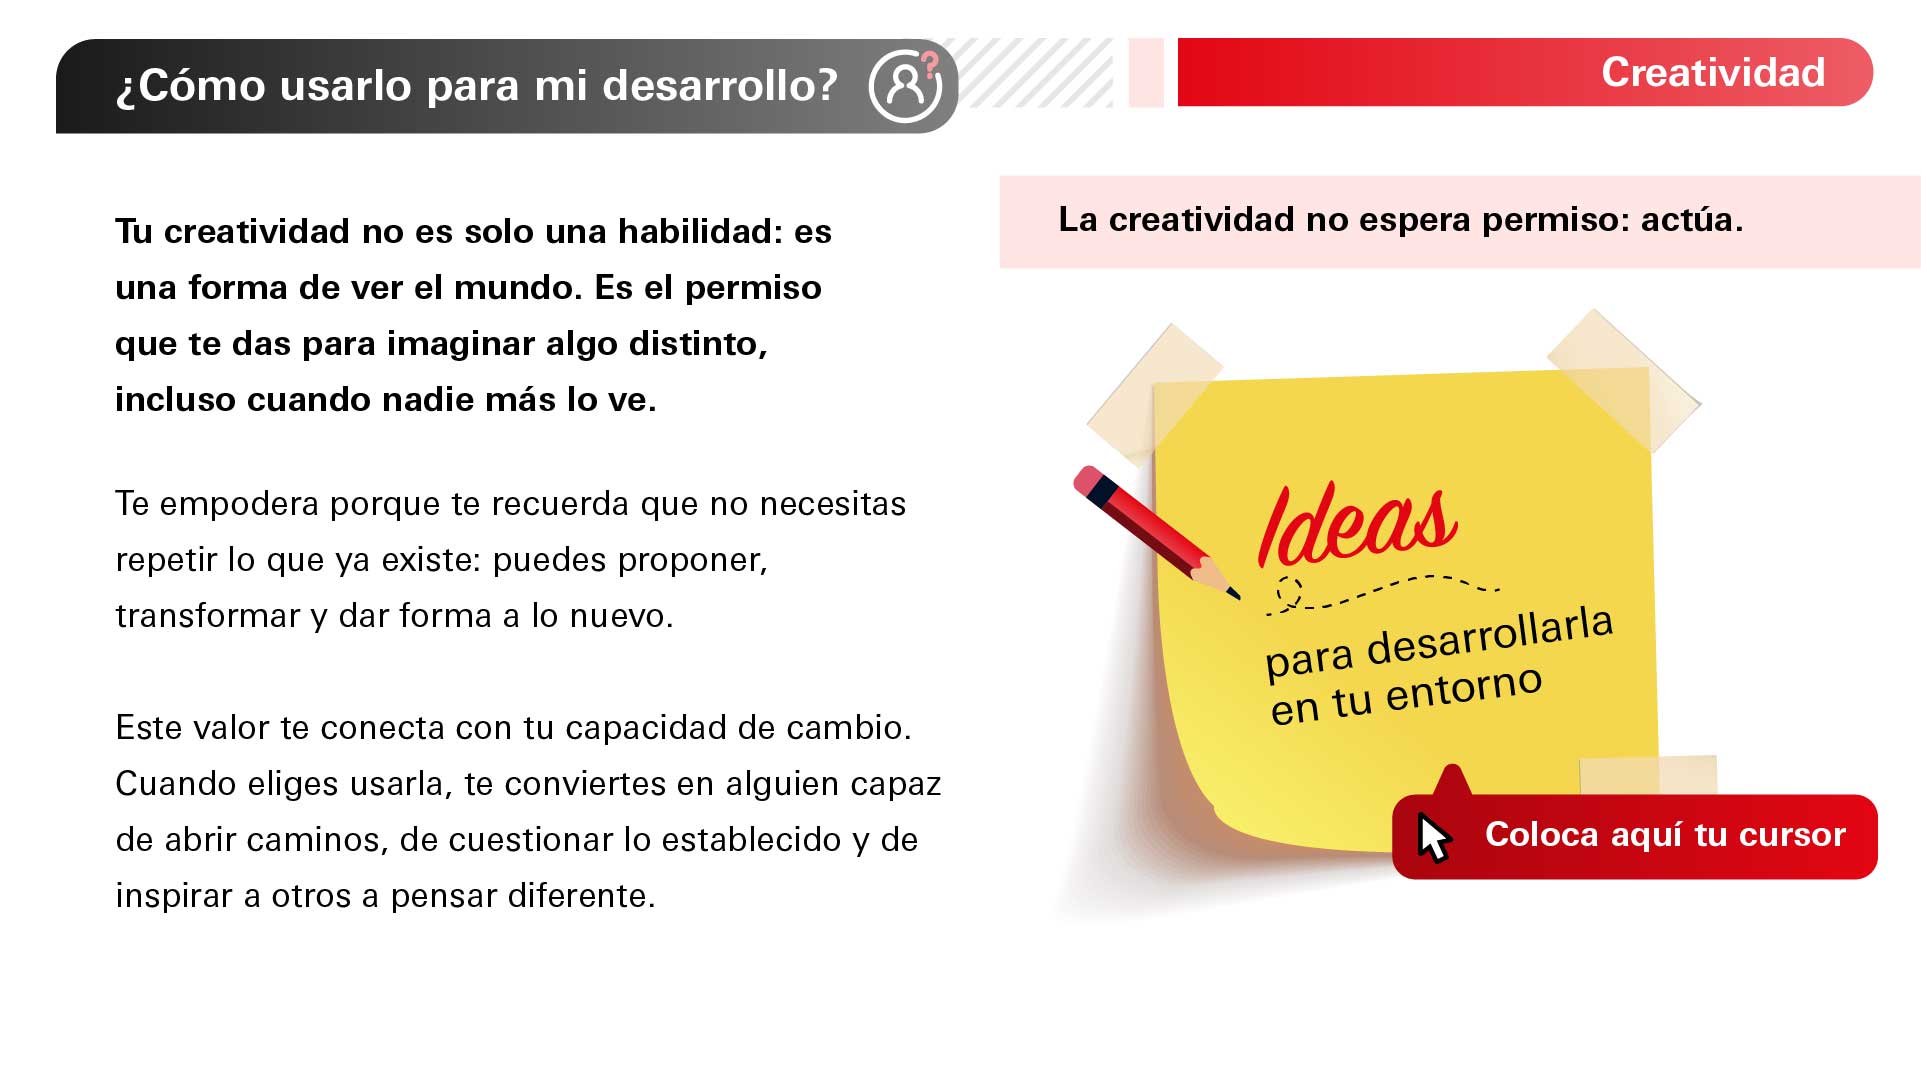 ¿Cómo usarlo para mi desarrollo?
Creatividad
Tu creatividad no es solo una habilidad: es
una forma de ver el mundo. Es el permiso
que te das para imaginar algo distinto,
incluso cuando nadie más lo ve.
Te empodera porque te recuerda que no necesitas
repetir lo que ya existe: puedes proponer,
transformar y dar forma a lo nuevo.
Este valor te conecta con tu capacidad de cambio.
Cuando eliges usarla, te conviertes en alguien capaz
de abrir caminos, de cuestionar lo establecido y de
inspirar a otros a pensar diferente.
La creatividad no espera permiso: actúa.
Ideas
para desarrollarla
en tu entorno
Coloca aquí tu cursor